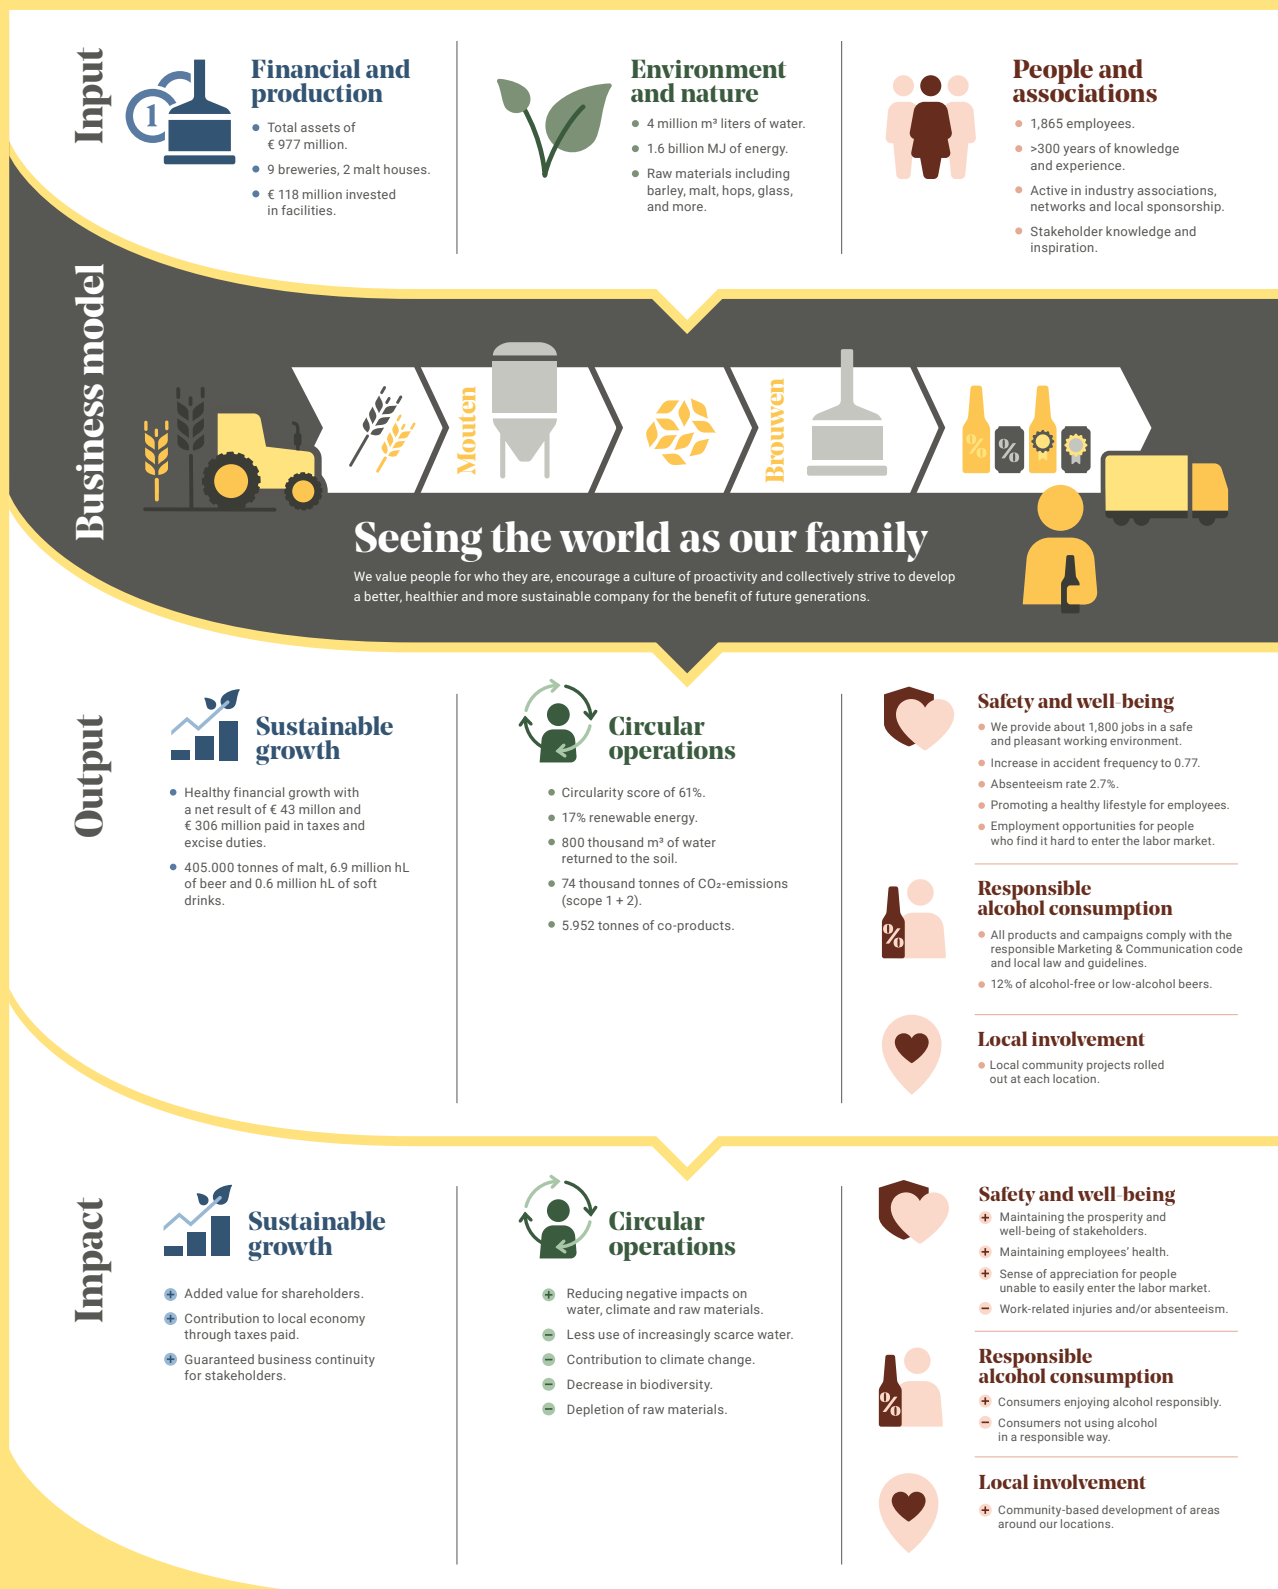 Input
1
Financial and
production
Total assets of
€ 977 million.
9 breweries, 2 malt houses.
€ 118 million invested
in facilities.
Environment
and nature
4 million m³ liters of water.
1.6 billion MJ of energy.
Raw materials including
barley, malt, hops, glass,
and more.
People and
associations
1,865 employees.
>300 years of knowledge
and experience.
Active in industry associations,
networks and local sponsorship.
Stakeholder knowledge and
inspiration.
Business model
Mouten
Brouwen
%
%
Seeing the world as our family
We value people for who they are, encourage a culture of proactivity and collectively strive to develop
a better, healthier and more sustainable company for the benefit of future generations.
Output
Sustainable
growth
Healthy financial growth with
a net result of € 43 millon and
€ 306 million paid in taxes and
excise duties.
405.000 tonnes of malt, 6.9 million hL
of beer and 0.6 million hL of soft
drinks.
Circular
operations
Circularity score of 61%.
17% renewable energy.
800 thousand m³ of water
returned to the soil.
74 thousand tonnes of CO₂-emissions
(scope 1 + 2).
5.952 tonnes of co-products.
Safety and well-being
We provide about 1,800 jobs in a safe
and pleasant working environment.
Increase in accident frequency to 0.77.
Absenteeism rate 2.7%.
Promoting a healthy lifestyle for employees.
Employment opportunities for people
who find it hard to enter the labor market.
%
Responsible
alcohol consumption
All products and campaigns comply with the
responsible Marketing & Communication code
and local law and guidelines.
12% of alcohol-free or low-alcohol beers.
Local involvement
Local community projects rolled
out at each location.
Impact
Sustainable
growth
+ Added value for shareholders.
+ Contribution to local economy
through taxes paid.
+ Guaranteed business continuity
for stakeholders.
Circular
operations
+ Reducing negative impacts on
water, climate and raw materials.
− Less use of increasingly scarce water.
− Contribution to climate change.
− Decrease in biodiversity.
− Depletion of raw materials.
Safety and well-being
+ Maintaining the prosperity and
well-being of stakeholders.
+ Maintaining employees’ health.
+ Sense of appreciation for people
unable to easily enter the labor market.
− Work-related injuries and/or absenteeism.
%
Responsible
alcohol consumption
+ Consumers enjoying alcohol responsibly.
− Consumers not using alcohol
in a responsible way.
Local involvement
+ Community-based development of areas
around our locations.